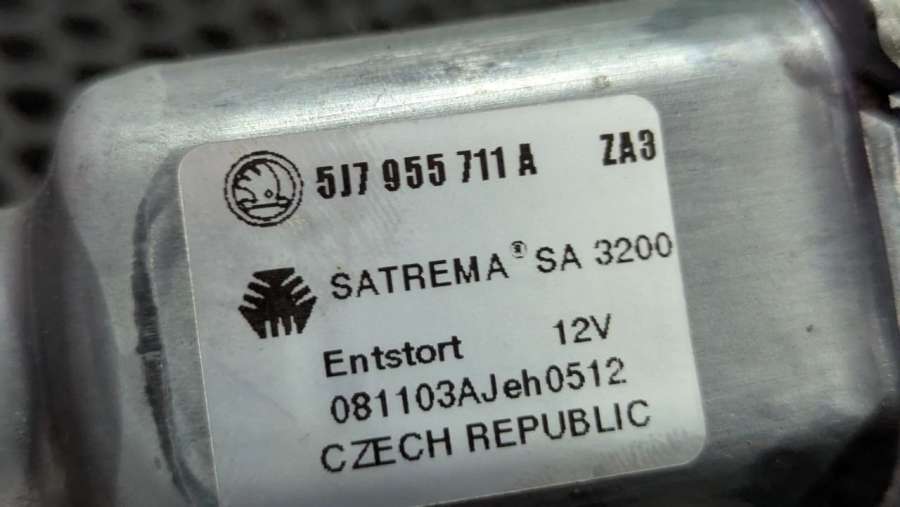 5J7 955 711 A ZA3
SATREMA® SA 3200
Entstort 12V
081103AJeh0512
CZECH REPUBLIC